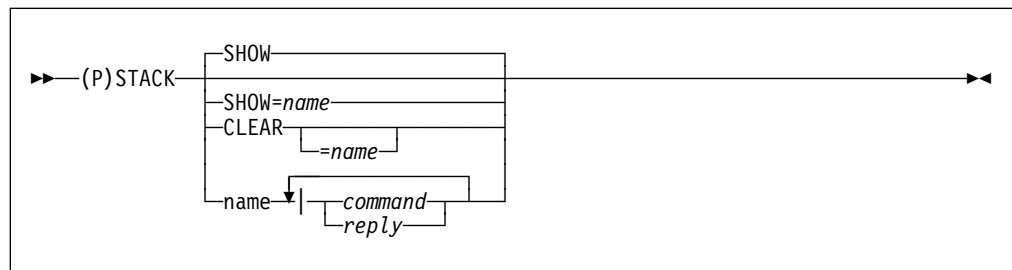 SHOW
(P)STACK
SHOW=name
CLEAR
=name
name | command
reply